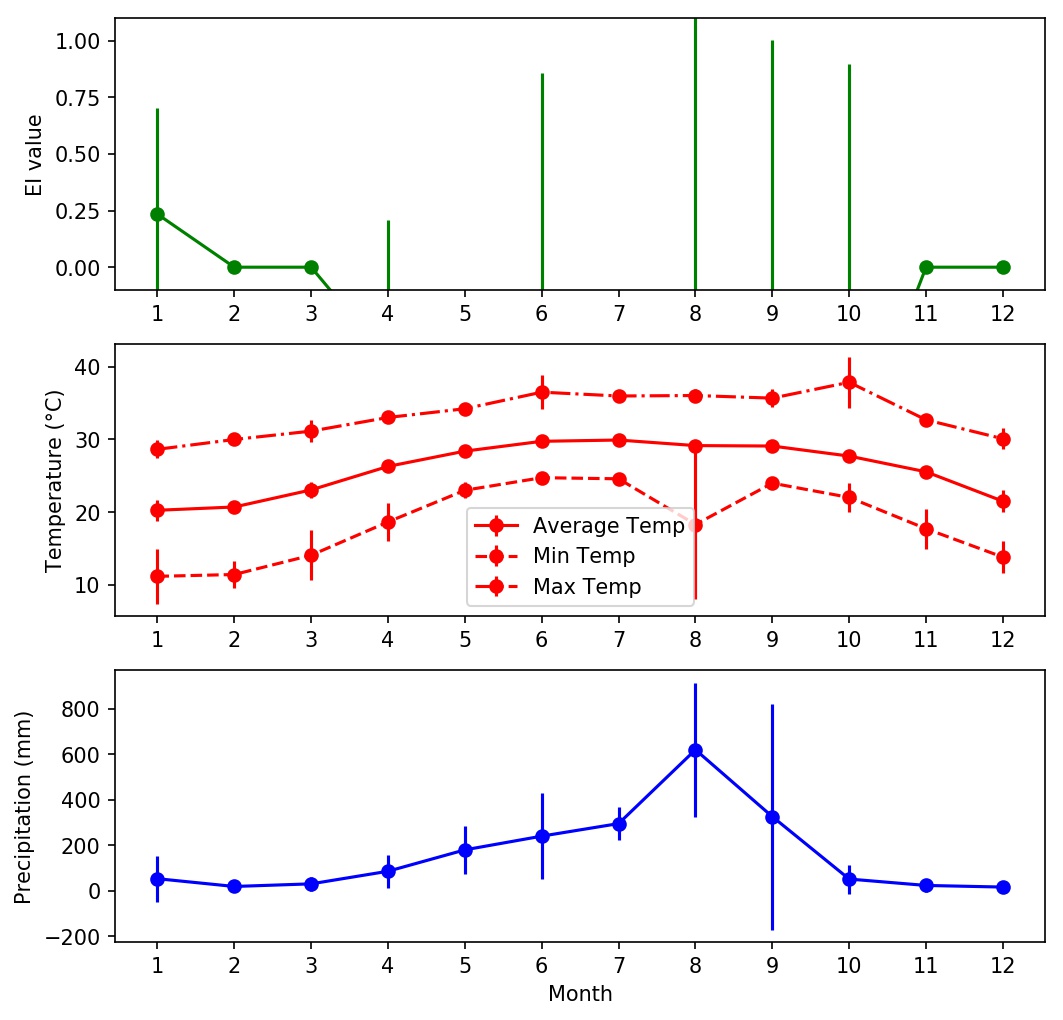 EI value
1.00
0.75
0.50
0.25
0.00
1 2 3 4 5 6 7 8 9 10 11 12
Temperature (°C)
40
30
20
10
Average Temp
Min Temp
Max Temp
1 2 3 4 5 6 7 8 9 10 11 12
Precipitation (mm)
800
600
400
200
0
−200
1 2 3 4 5 6 7 8 9 10 11 12
Month